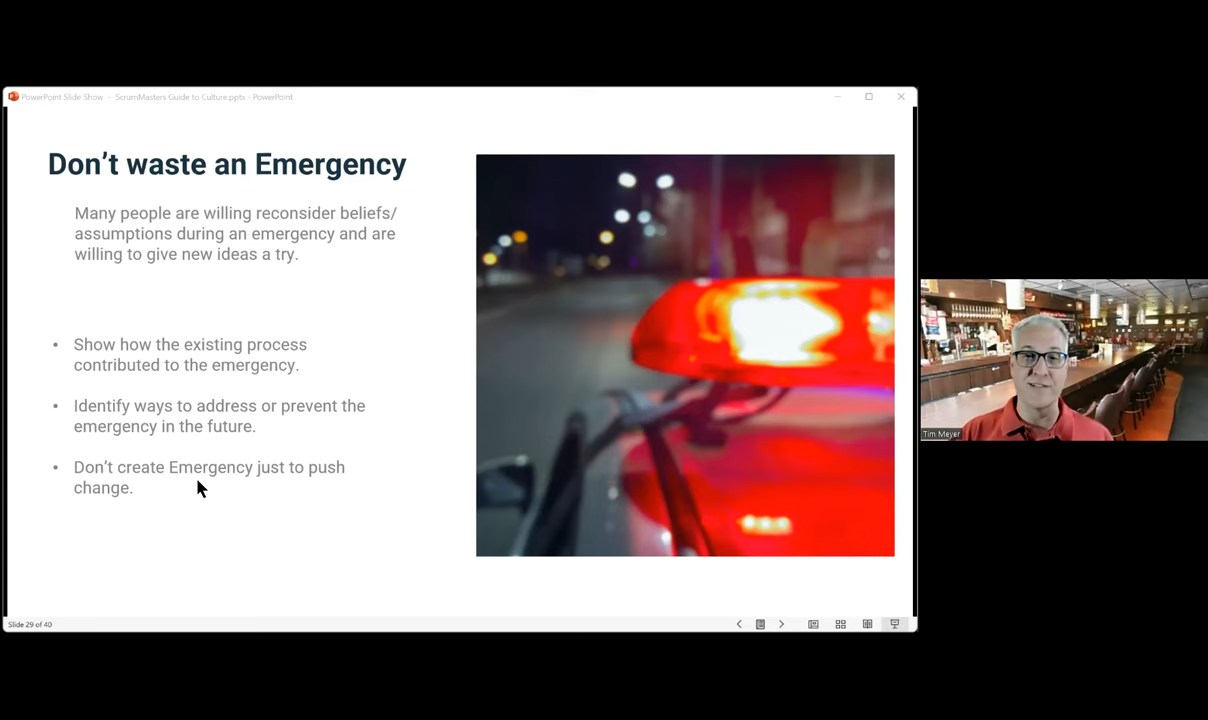 PowerPoint Slide Show - ScrumMasters Guide to Culture.pptx - PowerPoint
Don't waste an Emergency
Many people are willing reconsider beliefs/
assumptions during an emergency and are
willing to give new ideas a try.
• Show how the existing process
contributed to the emergency.
• Identify ways to address or prevent the
emergency in the future.
• Don't create Emergency just to push
change.
Tim Meyer
Slide 29 of 40